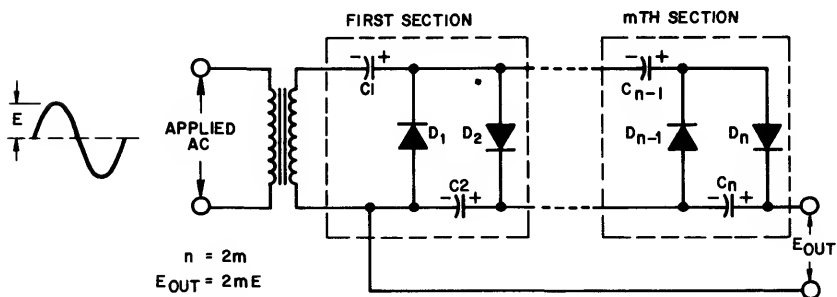 FIRST SECTION
mTH SECTION
- +
C1
- +
Cn-1
E
APPLIED
AC
D1
D2
Dn-1
Dn
C2
- +
Cn
- +
EOUT
n = 2m
EOUT = 2mE